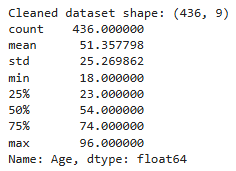 Cleaned dataset shape: (436, 9)
count    436.000000
mean      51.357798
std       25.269862
min       18.000000
25%       23.000000
50%       54.000000
75%       74.000000
max       96.000000
Name: Age, dtype: float64